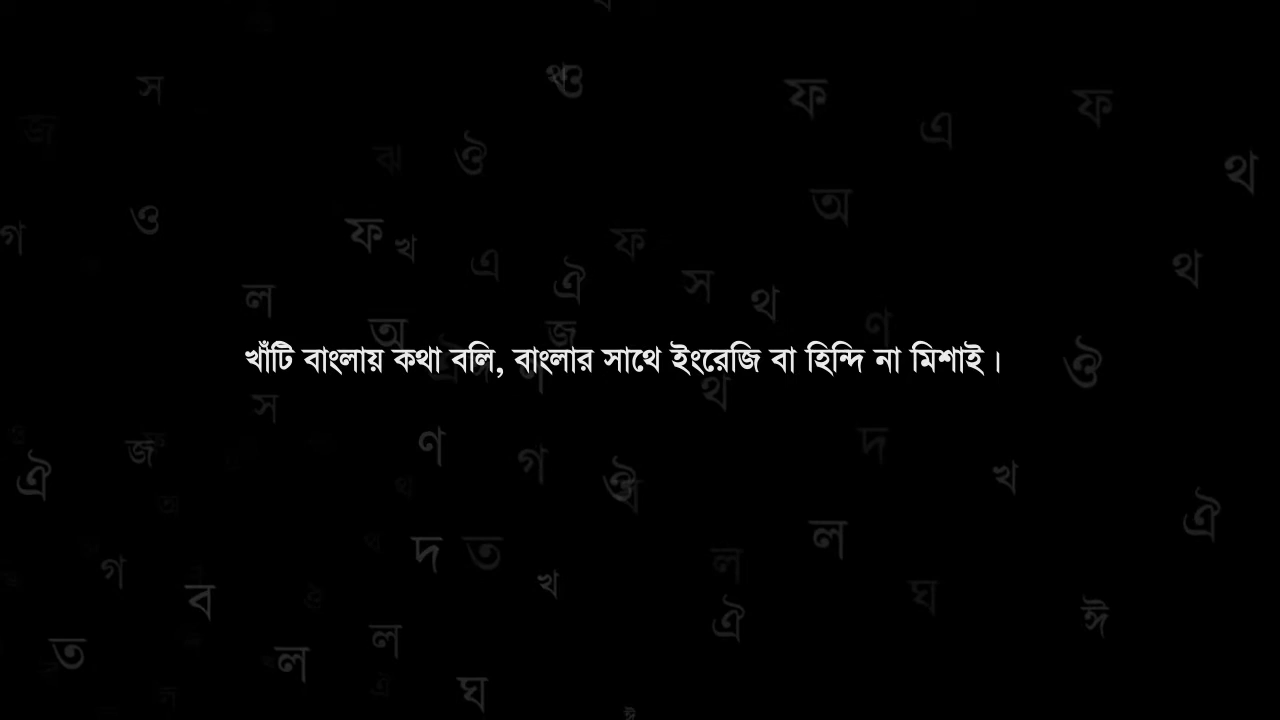 খাঁটি বাংলায় কথা বলি, বাংলার সাথে ইংরেজি বা হিন্দি না মিশাই।